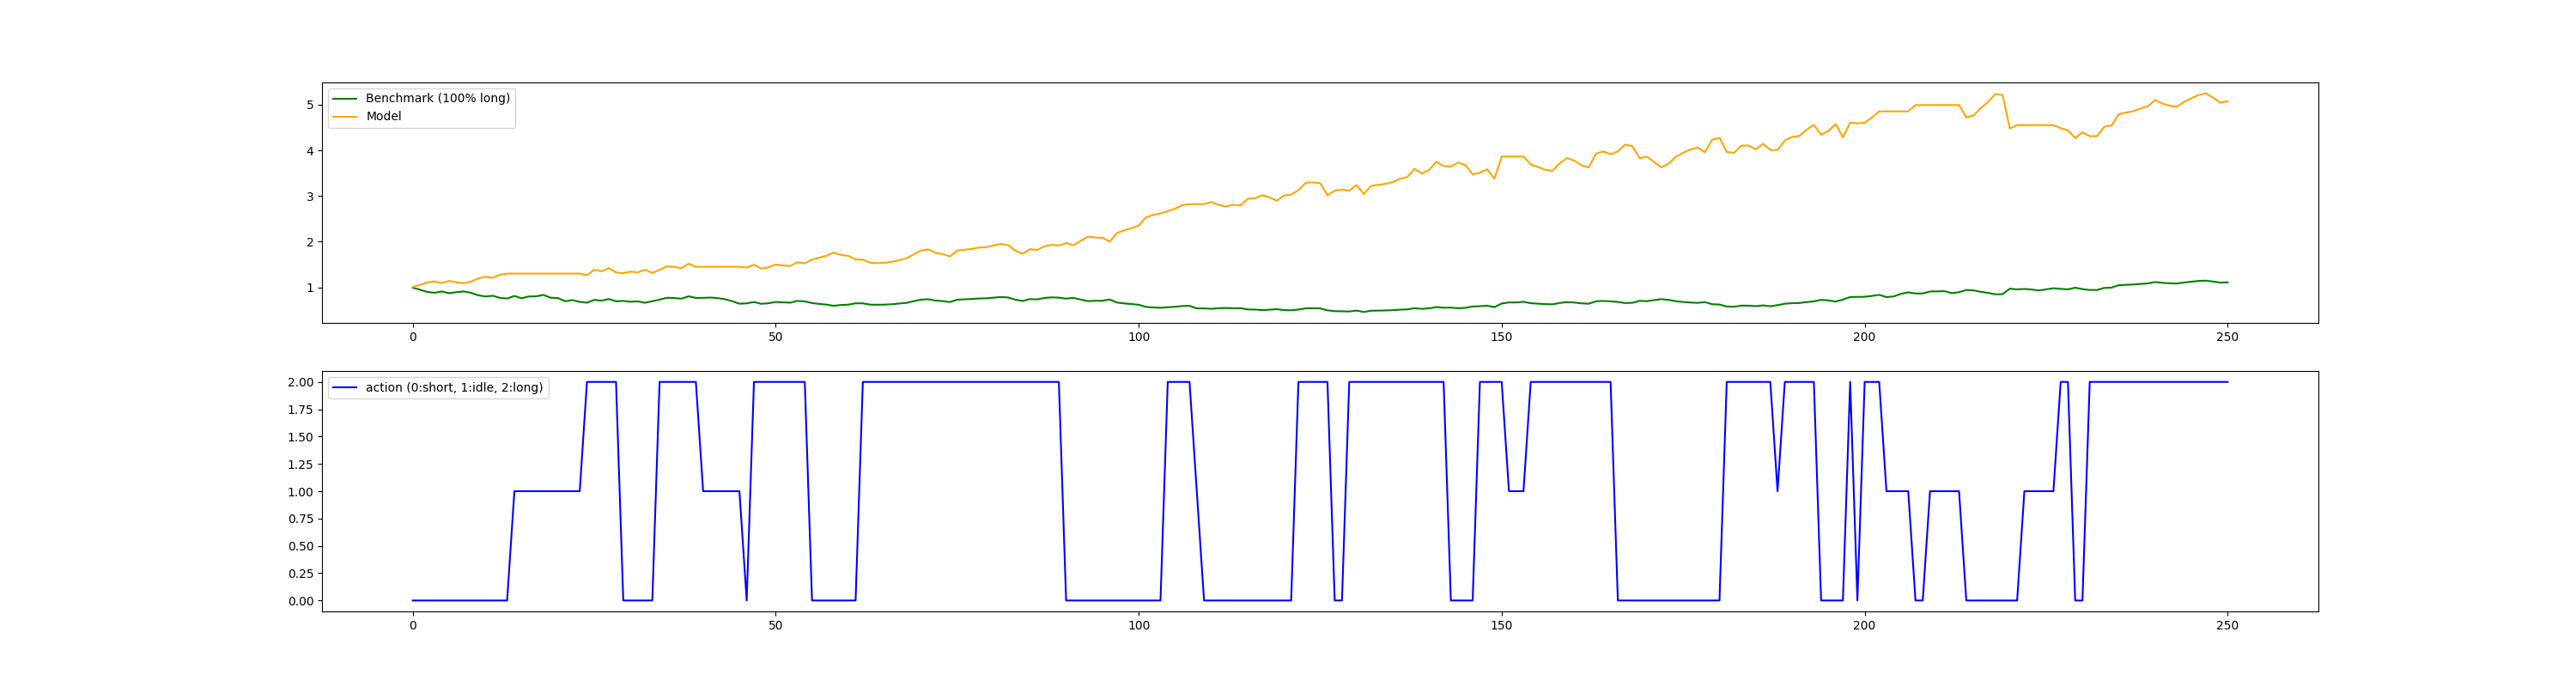 Benchmark (100% long)
Model
5
4
3
2
1
0 50 100 150 200 250
action (0:short, 1:idle, 2:long)
2.00
1.75
1.50
1.25
1.00
0.75
0.50
0.25
0.00
0 50 100 150 200 250